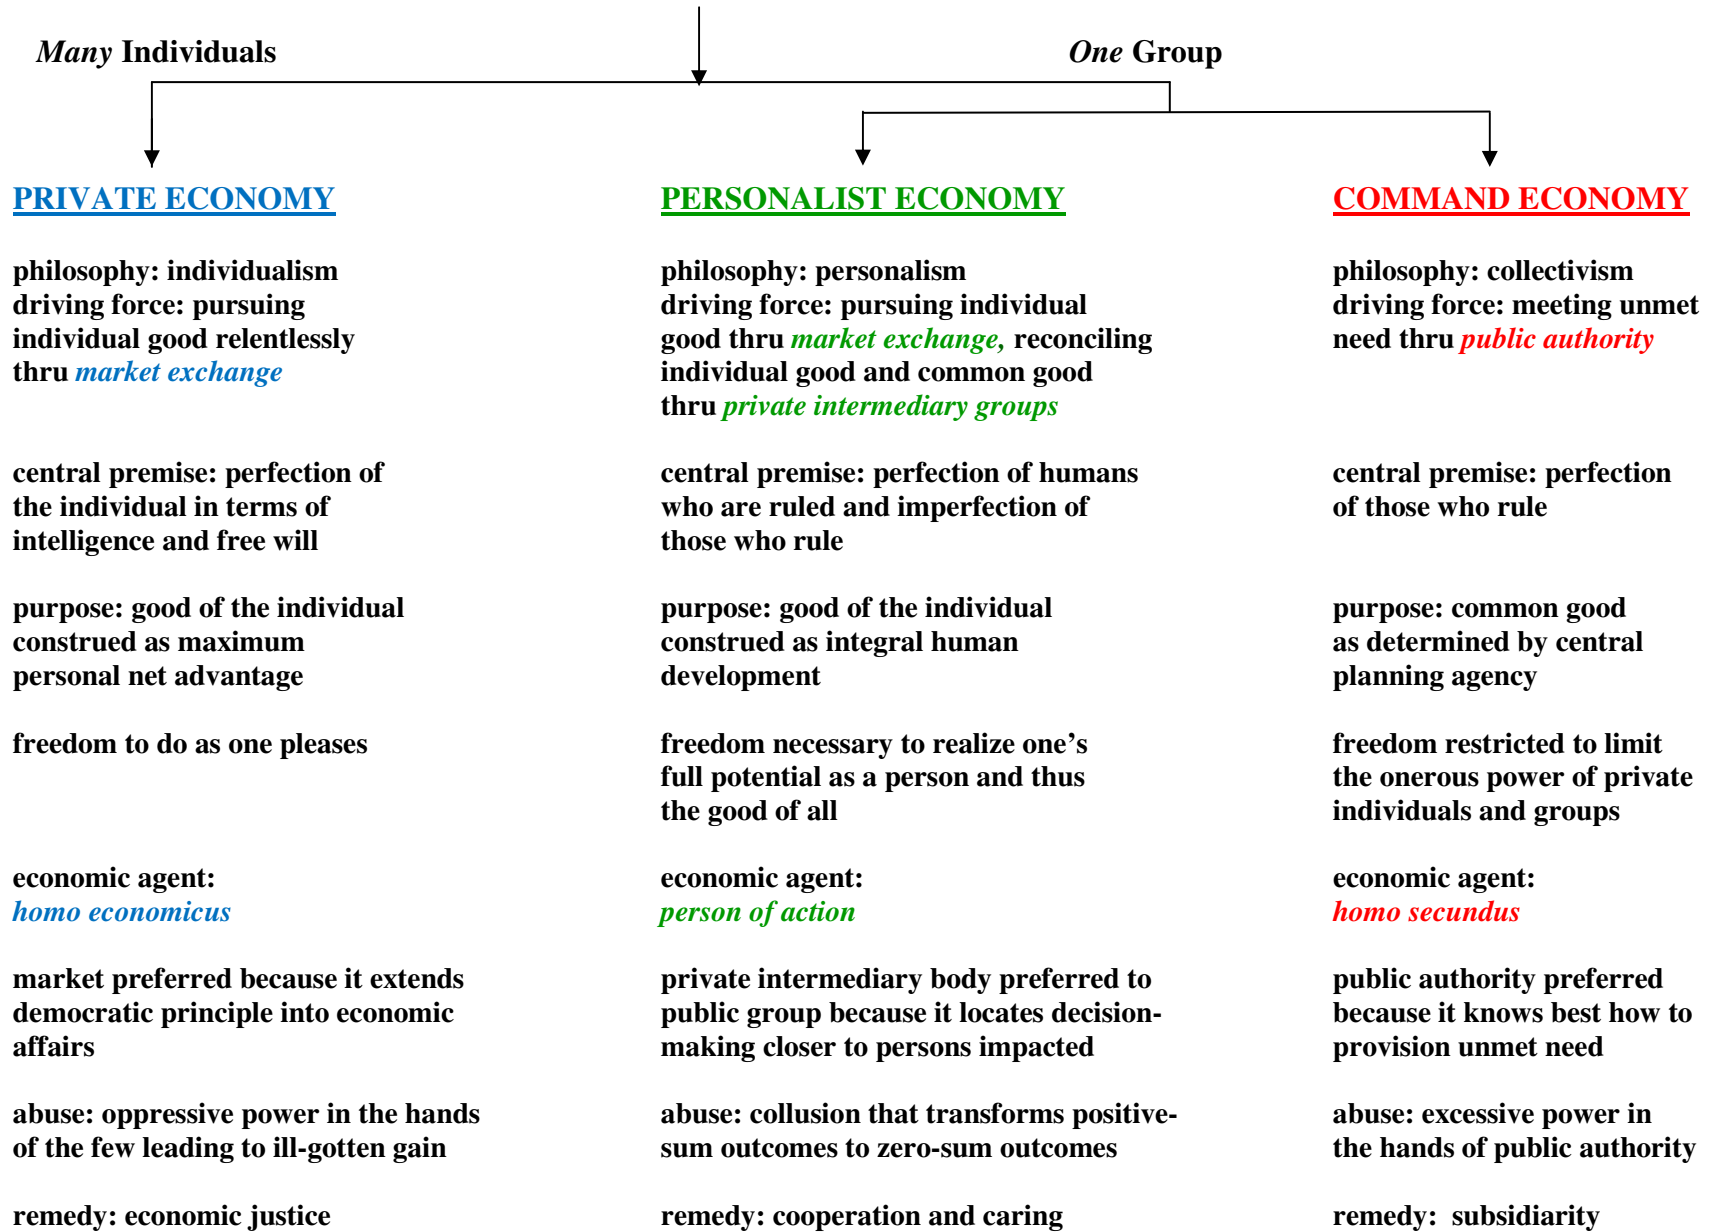 Many Individuals
One Group
PRIVATE ECONOMY
philosophy: individualism
driving force: pursuing
individual good relentlessly
thru market exchange
central premise: perfection of
the individual in terms of
intelligence and free will
purpose: good of the individual
construed as maximum
personal net advantage
freedom to do as one pleases
economic agent:
homo economicus
market preferred because it extends
democratic principle into economic
affairs
abuse: oppressive power in the hands
of the few leading to ill-gotten gain
remedy: economic justice
PERSONALIST ECONOMY
philosophy: personalism
driving force: pursuing individual
good thru market exchange, reconciling
individual good and common good
thru private intermediary groups
central premise: perfection of humans
who are ruled and imperfection of
those who rule
purpose: good of the individual
construed as integral human
development
freedom necessary to realize one’s
full potential as a person and thus
the good of all
economic agent:
person of action
private intermediary body preferred to
public group because it locates decision-
making closer to persons impacted
abuse: collusion that transforms positive-
sum outcomes to zero-sum outcomes
remedy: cooperation and caring
COMMAND ECONOMY
philosophy: collectivism
driving force: meeting unmet
need thru public authority
central premise: perfection
of those who rule
purpose: common good
as determined by central
planning agency
freedom restricted to limit
the onerous power of private
individuals and groups
economic agent:
homo secundus
public authority preferred
because it knows best how to
provision unmet need
abuse: excessive power in
the hands of public authority
remedy: subsidiarity